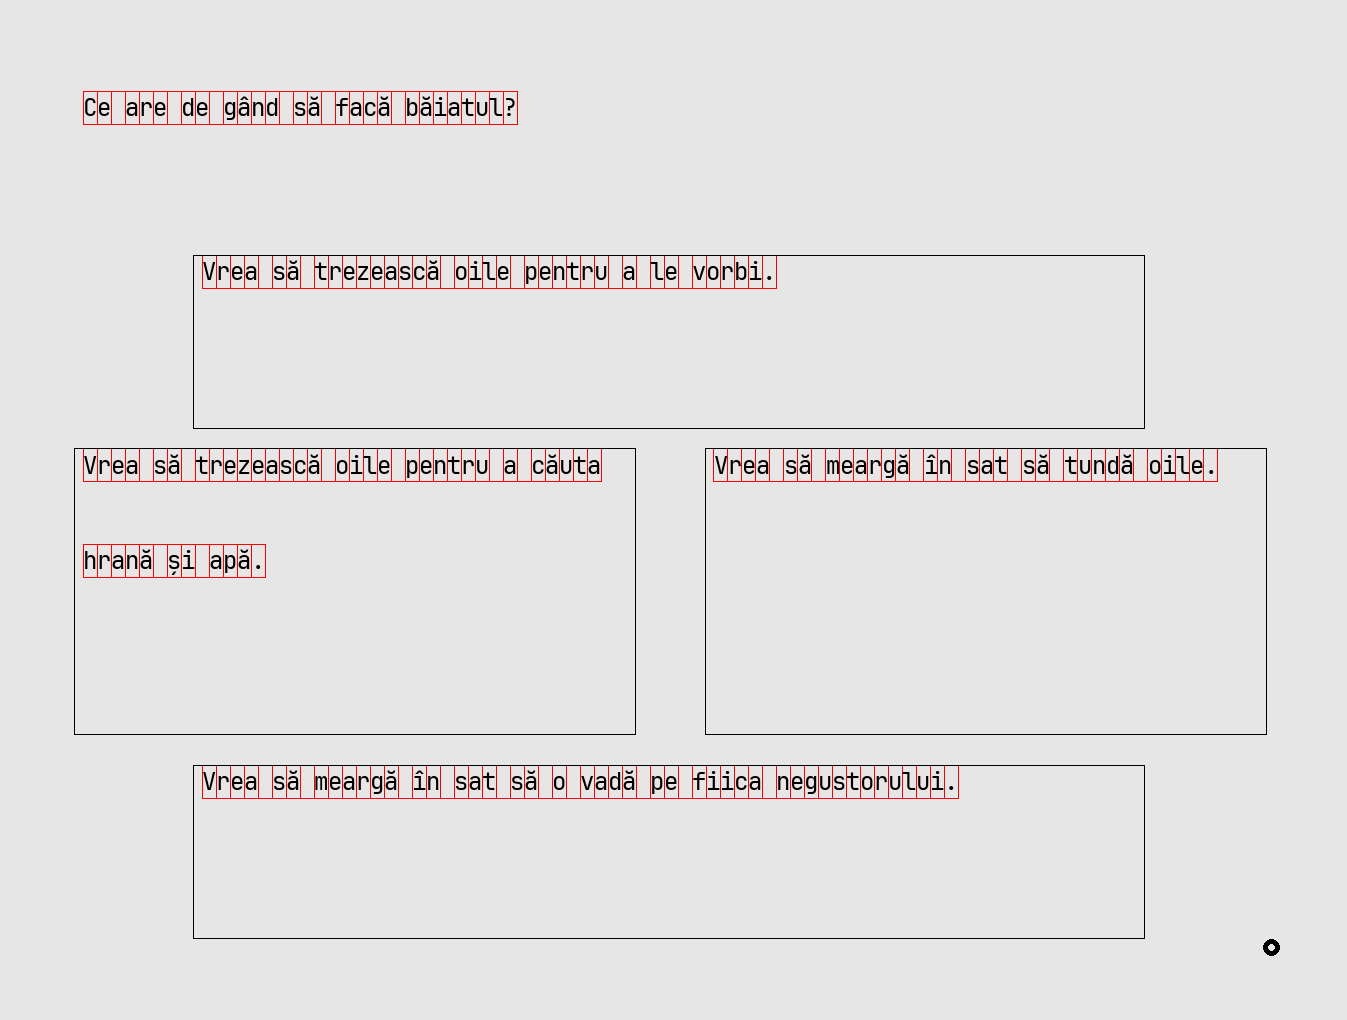 Ce are de gând să facă băiatul?
Vrea să trezească oile pentru a le vorbi.
Vrea să trezească oile pentru a căuta
hrană și apă.
Vrea să meargă în sat să tundă oile.
Vrea să meargă în sat să o vadă pe fiica negustorului.